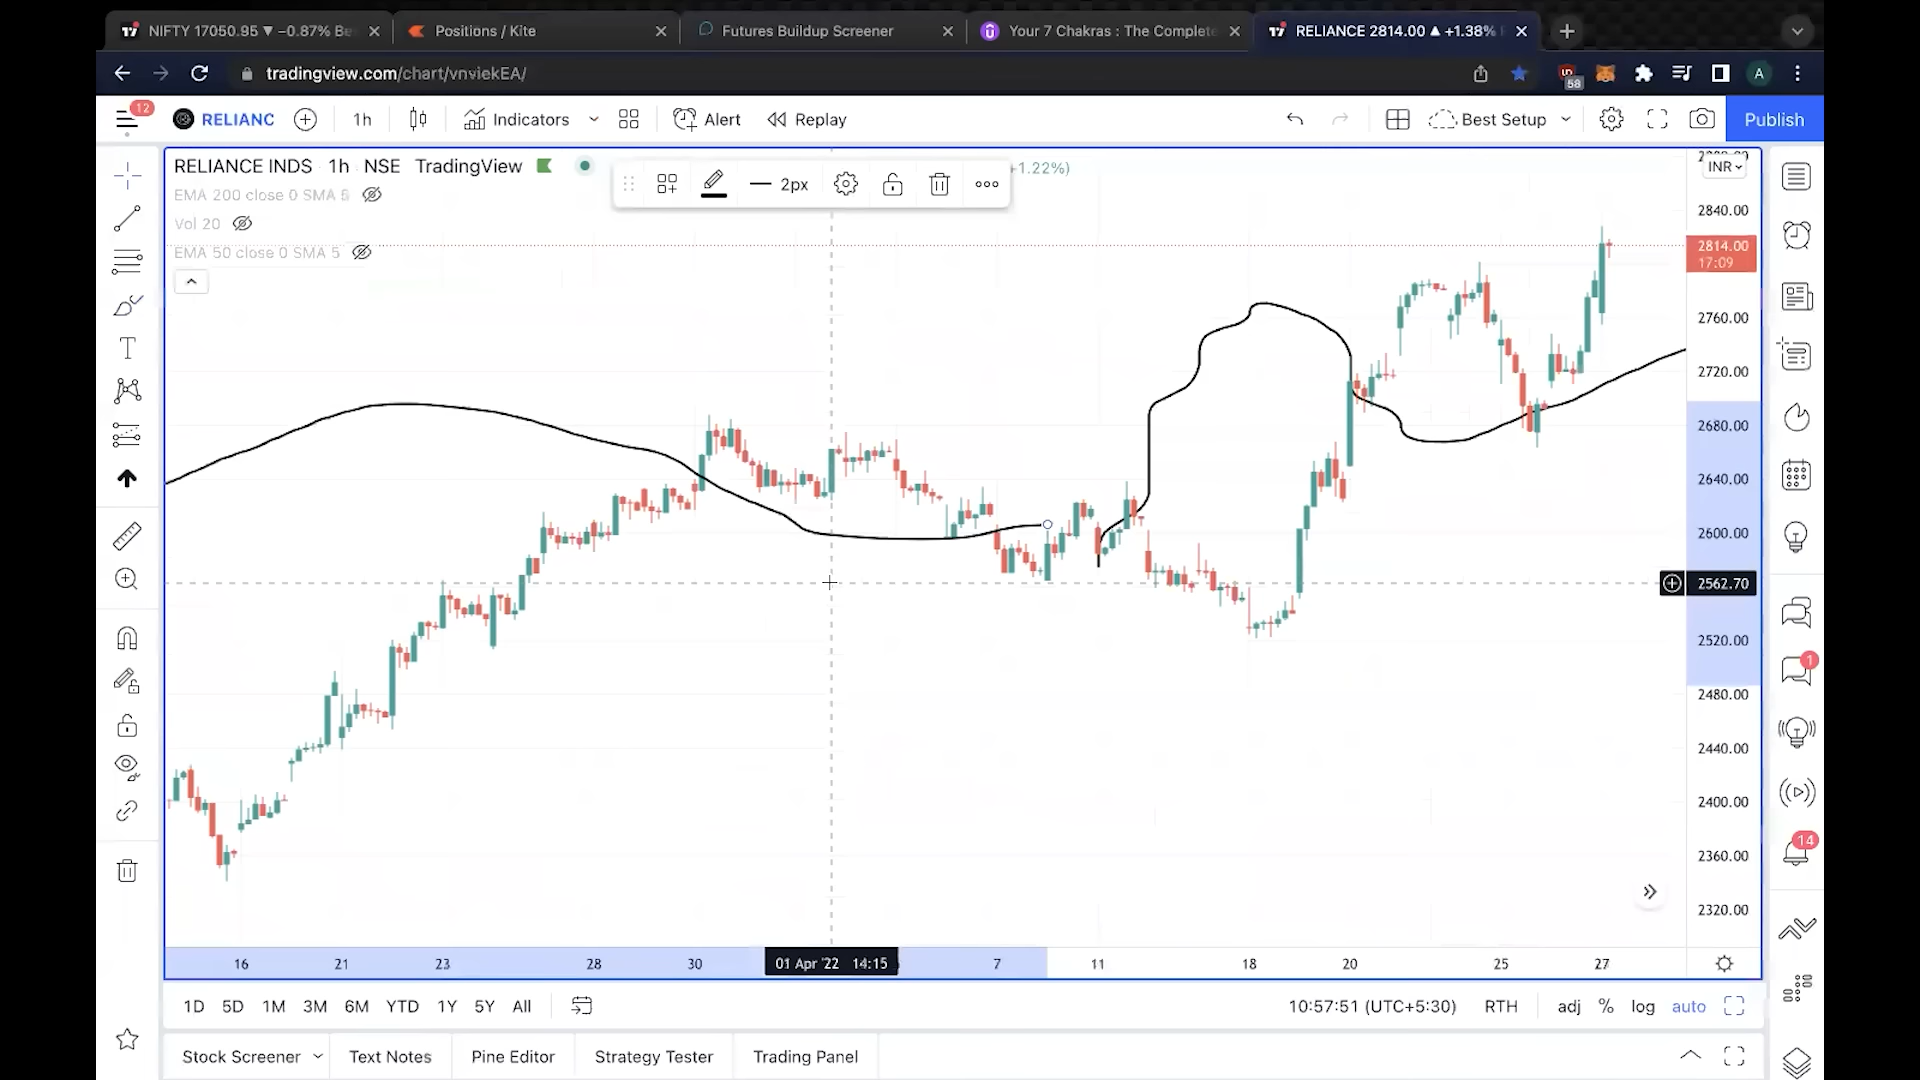 NIFTY 17050.95 ▼ −0.87% Be
Positions / Kite
Futures Buildup Screener
Your 7 Chakras : The Complete
RELIANCE 2814.00 ▲ +1.38%
tradingview.com/chart/vnviekEA/
58
A
12
RELIANC
1h
Indicators
Alert
Replay
Best Setup
Publish
RELIANCE INDS 1h NSE TradingView
2px
+1.22%)
INR
EMA 200 close 0 SMA 5
Vol 20
EMA 50 close 0 SMA 5
2840.00
2814.00
17:09
2760.00
2720.00
2680.00
2640.00
2600.00
2562.70
2520.00
2480.00
2440.00
2400.00
2360.00
2320.00
1
14
16
21
23
28
30
01 Apr '22 14:15
7
11
18
20
25
27
1D 5D 1M 3M 6M YTD 1Y 5Y All
10:57:51 (UTC+5:30) RTH adj % log auto
Stock Screener
Text Notes
Pine Editor
Strategy Tester
Trading Panel